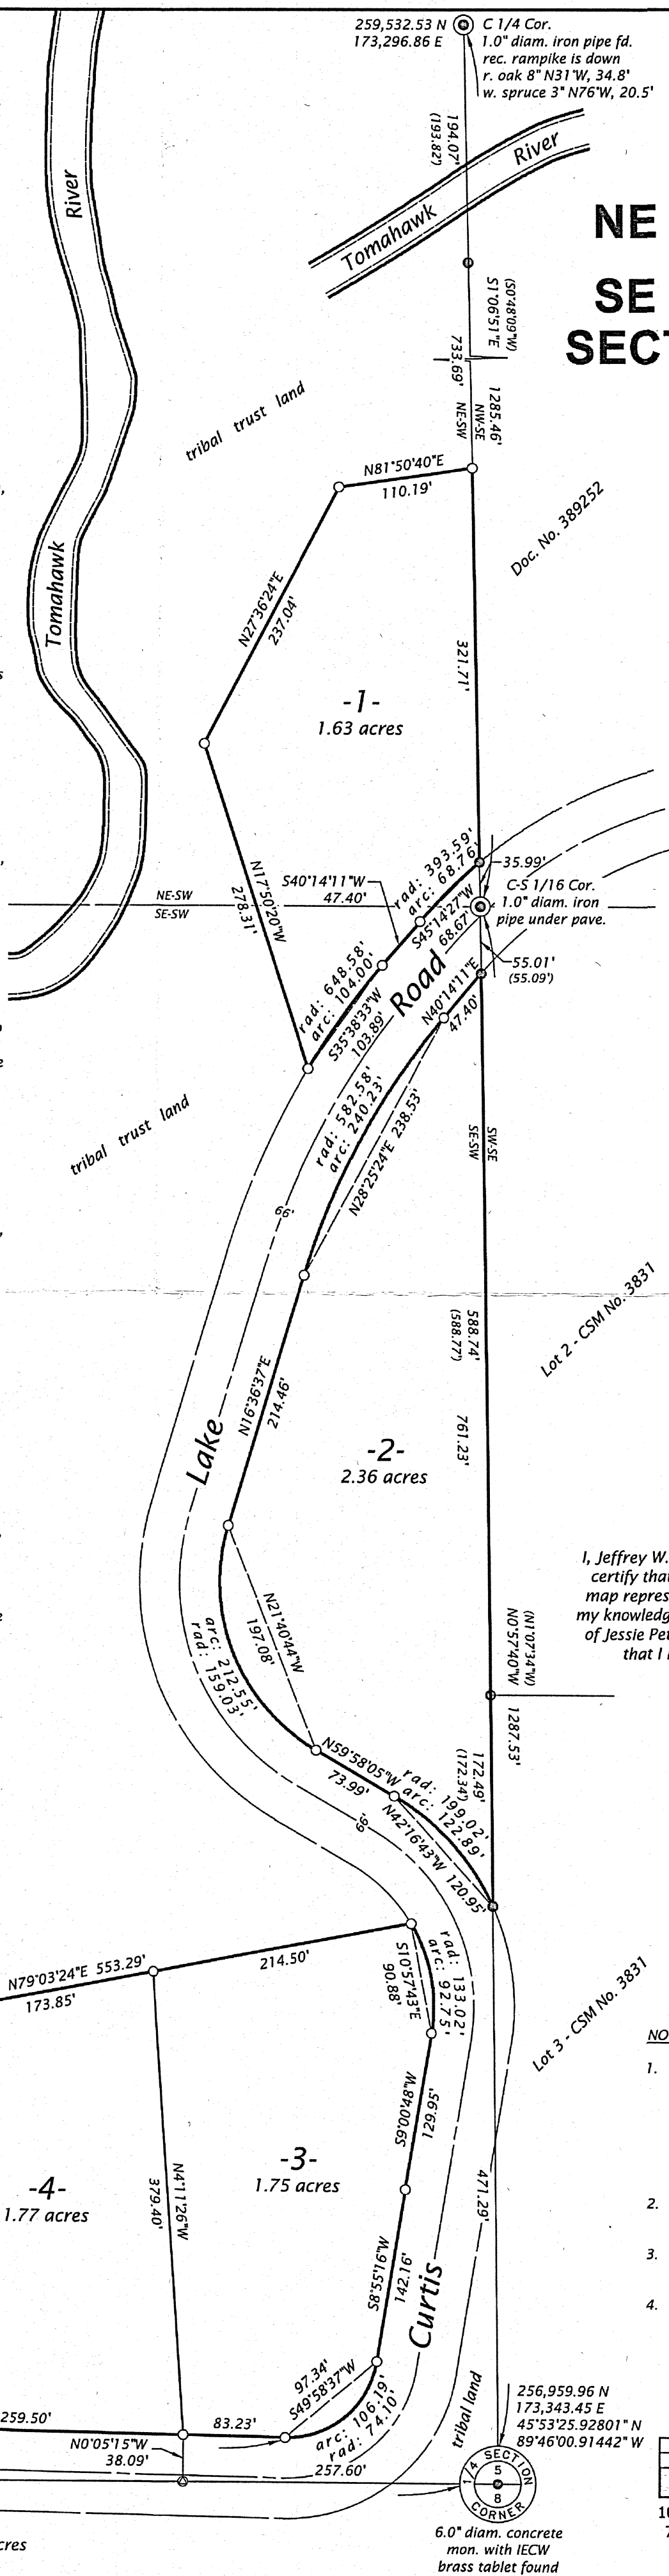 259,532.53 N
173,296.86 E
C 1/4 Cor.
1.0" diam. iron pipe fd.
rec. rampike is down
r. oak 8" N31°W, 34.8'
w. spruce 3" N76°W, 20.5'
194.07'
(193.82')
River
Tomahawk
River
NE
SE
SECT
(S0°48'09"W)
S1°06'51"E
733.69'
1285.46'
NE-SW
NW-SE
tribal trust land
N81°50'40"E
110.19'
Doc. No. 389252
Tomahawk
N27°36'24"E
237.04'
321.71'
-1-
1.63 acres
rad: 393.59'
arc: 68.76'
35.99'
S40°14'11"W
47.40'
N17°50'20"W
278.31'
NE-SW
SE-SW
C-S 1/16 Cor.
1.0" diam. iron
pipe under pave.
S45°14'27"W
68.67'
55.01'
(55.09')
Road
rad: 648.58'
arc: 104.00'
S35°38'33"W
103.89'
N40°14'11"E
47.40'
tribal trust land
rad: 582.58'
arc: 240.23'
N28°25'24"E 238.53'
SE-SW
SW-SE
66'
588.74'
(588.77')
Lot 2 - CSM No. 3831
N16°36'37"E
214.46'
761.23'
Lake
-2-
2.36 acres
I, Jeffrey W.
certify that
map repres
my knowledg
of Jessie Pet
that I
N21°40'44"W
197.08'
arc: 212.55'
rad: 159.03'
(N1°07'34"W)
N0°57'40"W
1287.53'
N59°58'05"W
73.99'
172.49'
(172.34')
rad: 199.02'
arc: 122.89'
N42°16'43"W 120.95'
66'
N79°03'24"E 553.29'
173.85'
214.50'
S10°57'43"E
90.88'
rad: 133.02'
arc: 92.75'
Lot 3 - CSM No. 3831
NO
1.
S9°00'48"W
129.95'
N4°11'26"W
379.40'
-3-
1.75 acres
-4-
1.77 acres
471.29'
2.
3.
4.
S8°55'16"W
142.16'
Curtis
97.34'
S49°58'37"W
arc: 106.19'
rad: 74.10'
tribal land
256,959.96 N
173,343.45 E
45°53'25.92801" N
89°46'00.91442" W
259.50'
83.23'
N0°05'15"W
38.09'
257.60'
1/4 SECTION
5
8
CORNER
6.0" diam. concrete
mon. with IECW
brass tablet found
cres